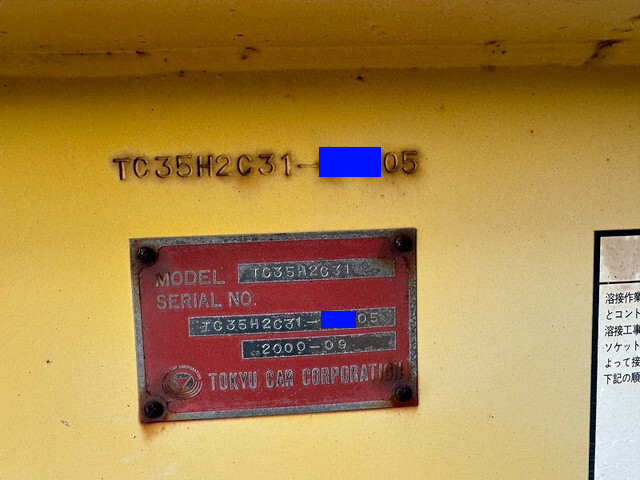 TC35H2C31-05
MODEL TC35H2C31
SERIAL NO.
TC35H2C31-05
2000-09
TOKYU CAR CORPORATION
溶接作業
とコント
溶接工事
ソケット
よって接
下記の順